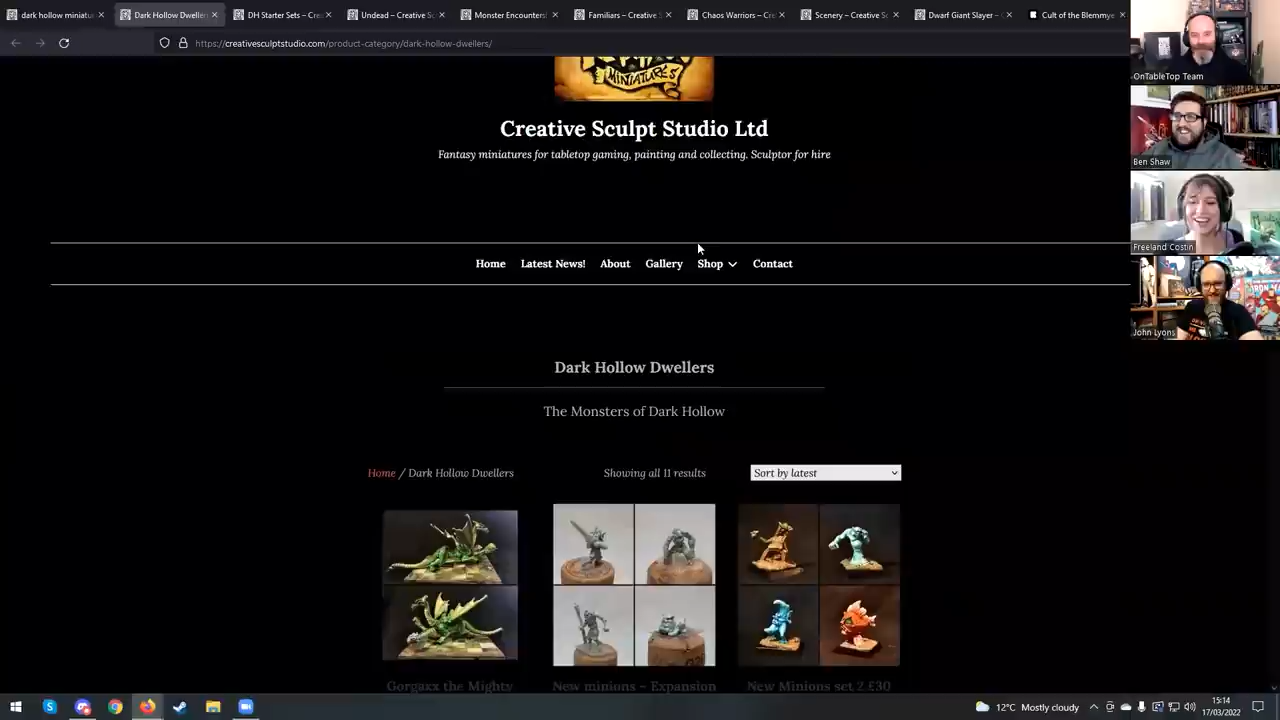 dark hollow miniatu
Dark Hollow Dweller
DH Starter Sets – Crea
Undead – Creative Sc
Monster Encounters
Familiars – Creative S
Chaos Warriors – Cre
Scenery – Creative Sc
Dwarf Giant Slayer – C
Cult of the Blemmye
https://creativesculptstudio.com/product-category/dark-hollow-dwellers/
OnTableTop Team
Ben Shaw
Freeland Costin
John Lyons
MINIATURES
Creative Sculpt Studio Ltd
Fantasy miniatures for tabletop gaming, painting and collecting. Sculptor for hire
Home Latest News! About Gallery Shop Contact
Dark Hollow Dwellers
The Monsters of Dark Hollow
Home / Dark Hollow Dwellers
Showing all 11 results
Sort by latest
Gorgaxx the Mighty
New minions – Expansion
New Minions set 2 £30
12°C Mostly cloudy
15:14
17/03/2022